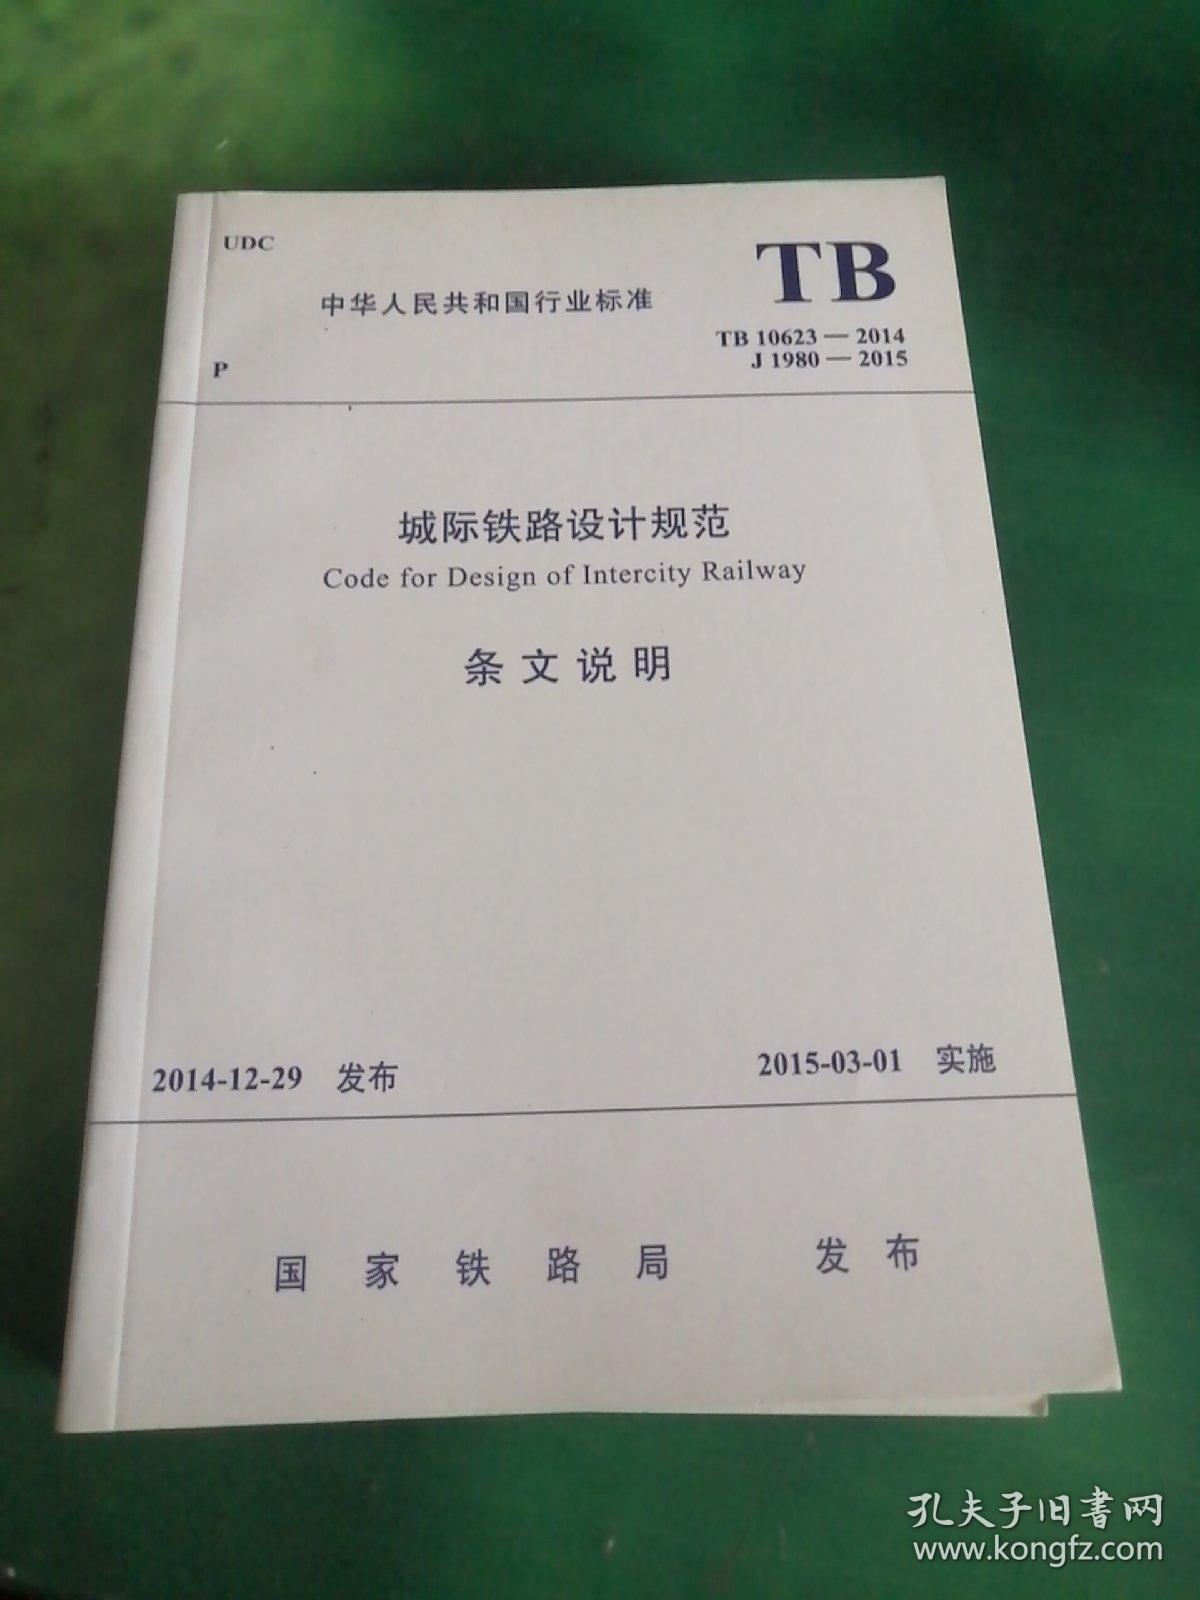 UDC
TB
中华人民共和国行业标准
TB 10623 — 2014
J 1980 — 2015
P
城际铁路设计规范
Code for Design of Intercity Railway
条文说明
2014-12-29 发布
2015-03-01 实施
国家铁路局 发布
孔夫子旧书网
www.kongfz.com